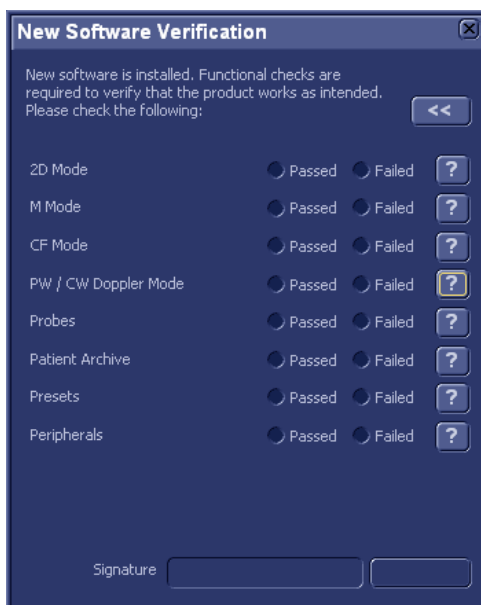 New Software Verification
New software is installed. Functional checks are
required to verify that the product works as intended.
Please check the following:
<<
2D Mode Passed Failed ?
M Mode Passed Failed ?
CF Mode Passed Failed ?
PW / CW Doppler Mode Passed Failed ?
Probes Passed Failed ?
Patient Archive Passed Failed ?
Presets Passed Failed ?
Peripherals Passed Failed ?
Signature